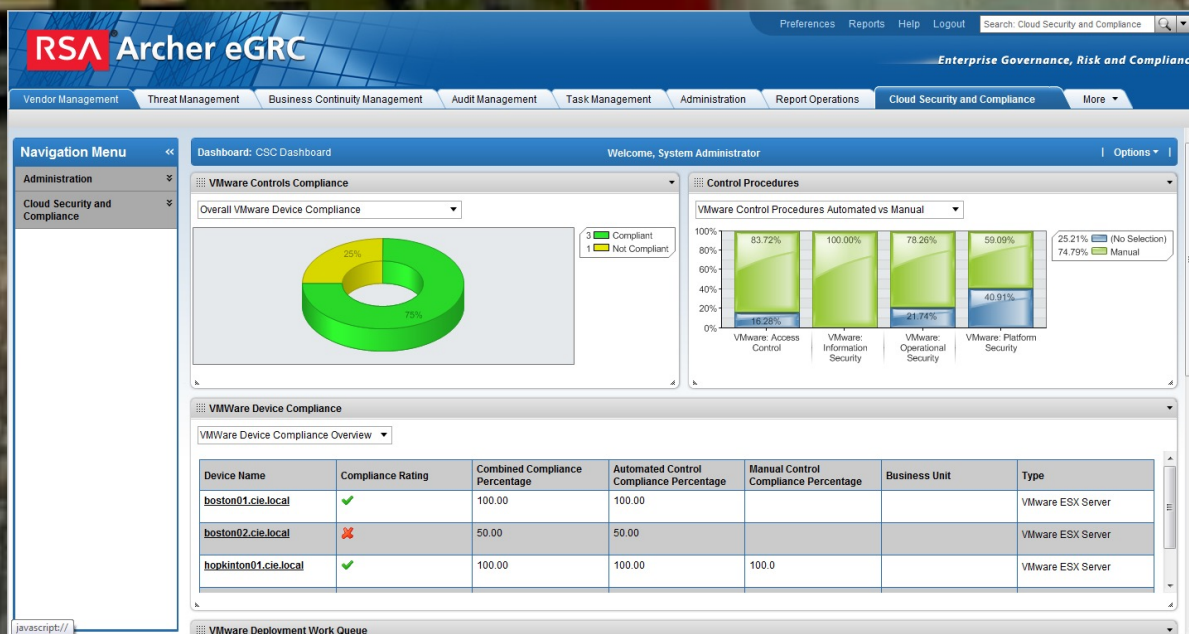 Preferences Reports Help Logout Search: Cloud Security and Compliance
RSA Archer eGRC
Enterprise Governance, Risk and Complianc
Vendor Management Threat Management Business Continuity Management Audit Management Task Management Administration Report Operations Cloud Security and Compliance More
Navigation Menu «
Administration
Cloud Security and
Compliance
Dashboard: CSC Dashboard Welcome, System Administrator | Options |
VMware Controls Compliance
Overall VMware Device Compliance
3 Compliant
1 Not Compliant
25%
75%
Control Procedures
VMware Control Procedures Automated vs Manual
100%
80%
60%
40%
20%
0%
83.72% 100.00% 78.26% 59.09%
16.28% 21.74% 40.91%
VMware: Access
Control
VMware:
Information
Security
VMware:
Operational
Security
VMware: Platform
Security
25.21% (No Selection)
74.79% Manual
VMWare Device Compliance
VMWare Device Compliance Overview
Device Name Compliance Rating Combined Compliance Percentage Automated Control Compliance Percentage Manual Control Compliance Percentage Business Unit Type
boston01.cie.local 100.00 100.00 VMware ESX Server
boston02.cie.local 50.00 50.00 VMware ESX Server
hopkinton01.cie.local 100.00 100.00 100.0 VMware ESX Server
VMware Deployment Work Queue
javascript://